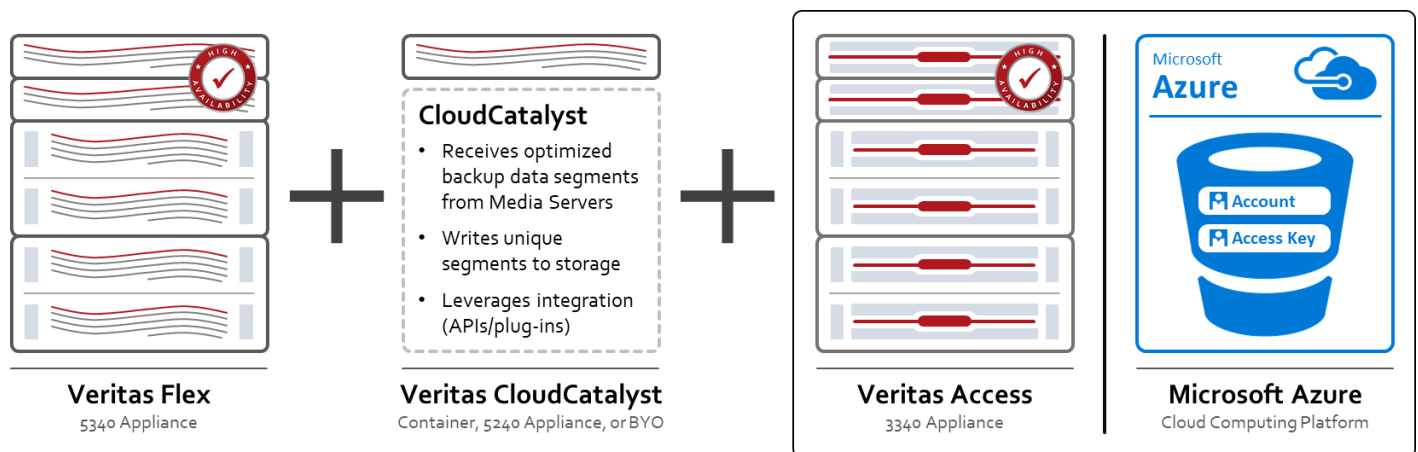 HIGH
AVAILABILITY
CloudCatalyst
• Receives optimized
backup data segments
from Media Servers
• Writes unique
segments to storage
• Leverages integration
(APIs/plug-ins)
HIGH
AVAILABILITY
Microsoft
Azure
Account
Access Key
Veritas Flex
5340 Appliance
Veritas CloudCatalyst
Container, 5240 Appliance, or BYO
Veritas Access
3340 Appliance
Microsoft Azure
Cloud Computing Platform